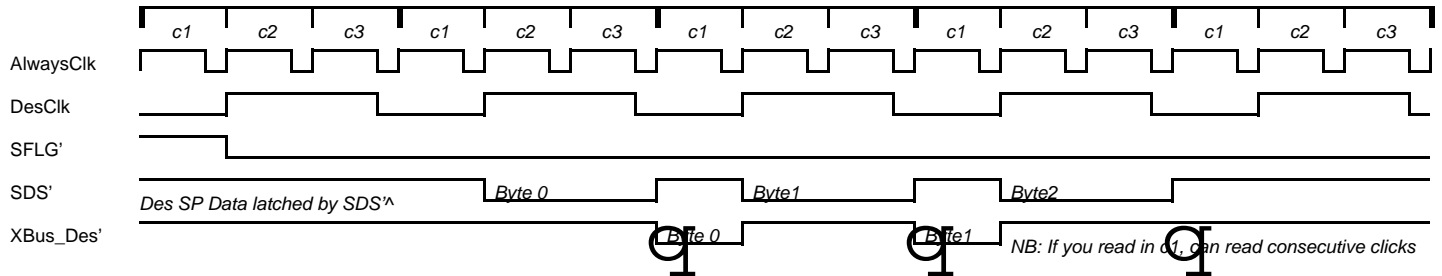 c1 c2 c3 c1 c2 c3 c1 c2 c3 c1 c2 c3 c1 c2 c3
AlwaysClk
DesClk
SFLG'
SDS' Byte 0 Byte1 Byte2
Des SP Data latched by SDS'^
XBus_Des' Byte 0 Byte1 NB: If you read in c1, can read consecutive clicks
q q q